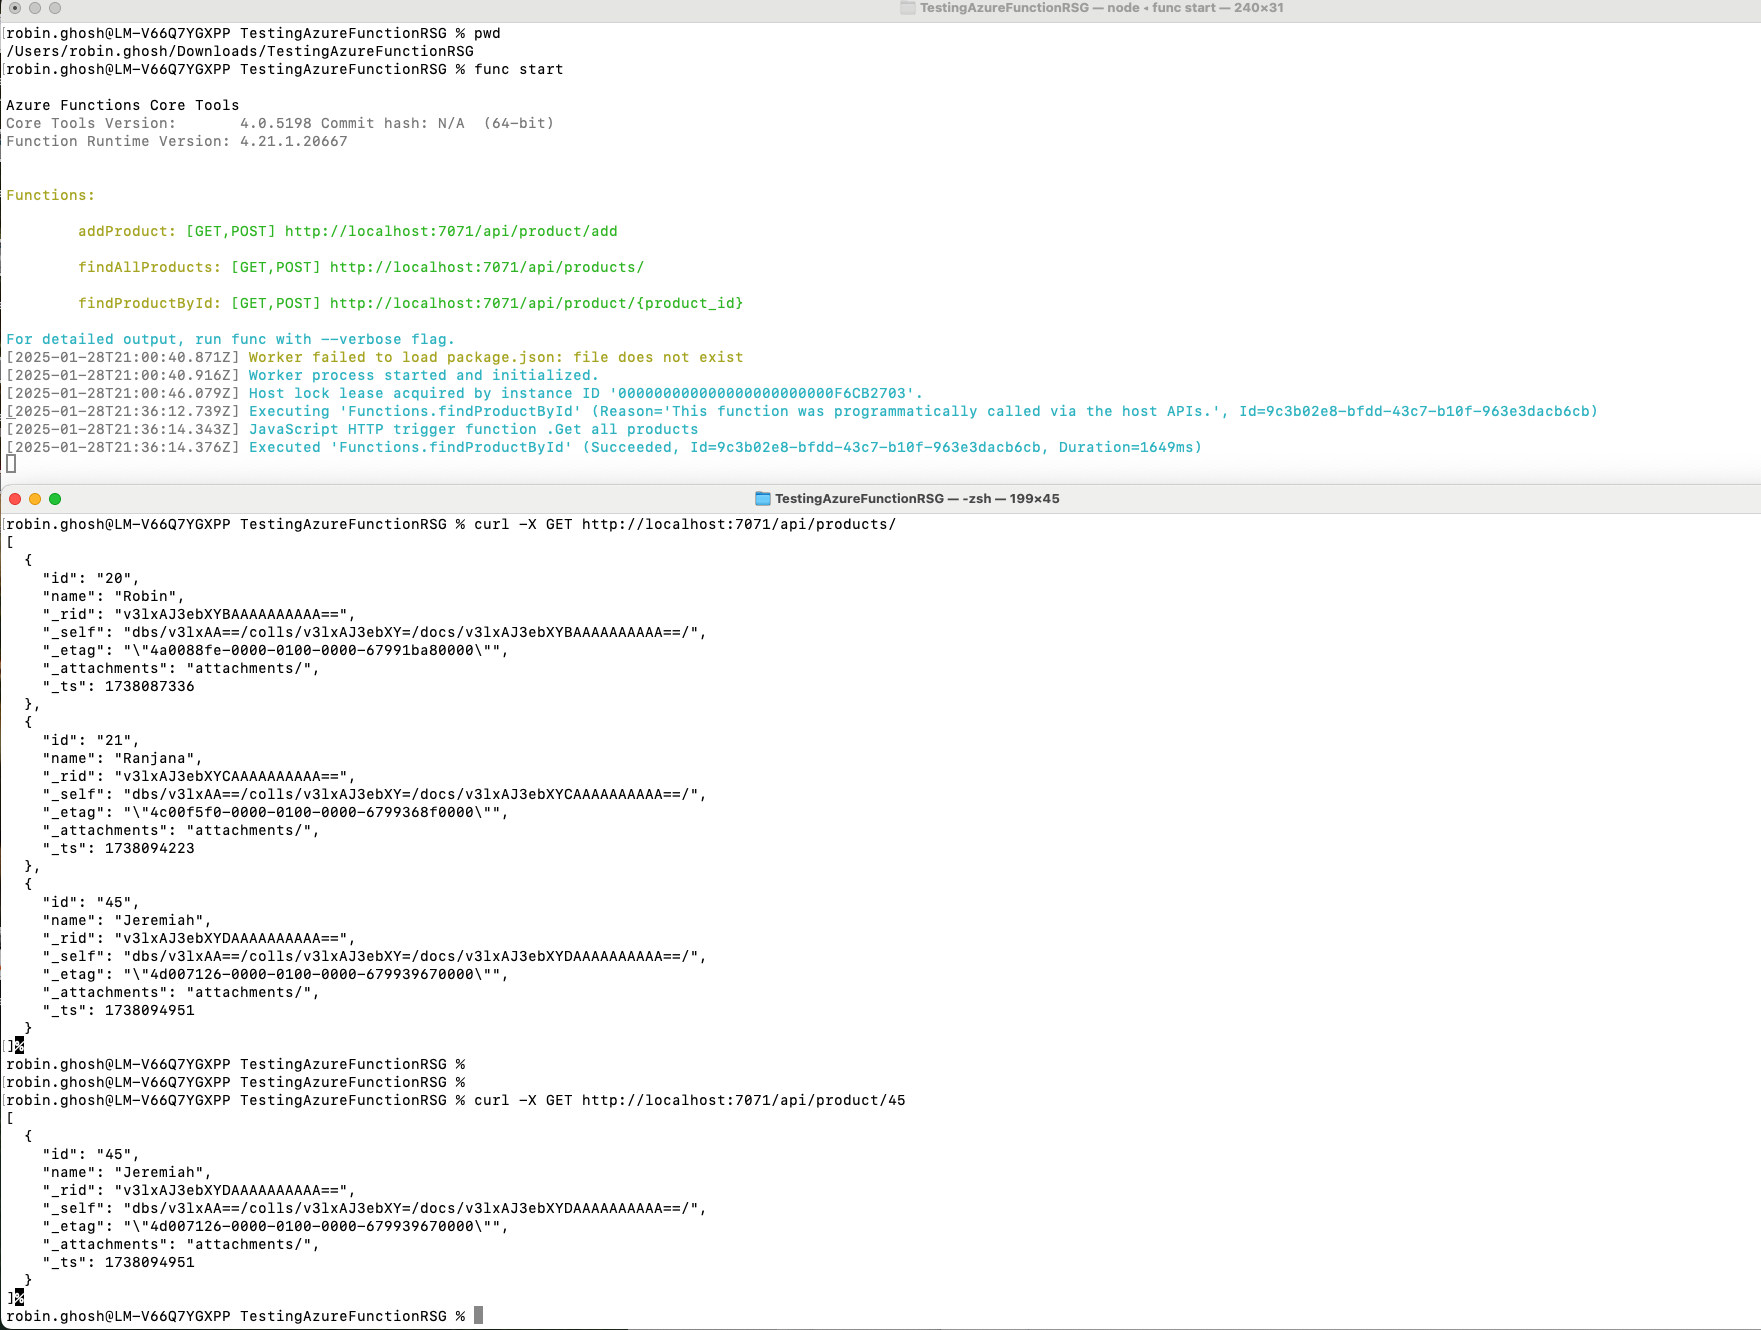 TestingAzureFunctionRSG — node ◂ func start — 240×31
[robin.ghosh@LM-V66Q7YGXPP TestingAzureFunctionRSG % pwd
/Users/robin.ghosh/Downloads/TestingAzureFunctionRSG
[robin.ghosh@LM-V66Q7YGXPP TestingAzureFunctionRSG % func start
Azure Functions Core Tools
Core Tools Version:       4.0.5198 Commit hash: N/A  (64-bit)
Function Runtime Version: 4.21.1.20667
Functions:
        addProduct: [GET,POST] http://localhost:7071/api/product/add
        findAllProducts: [GET,POST] http://localhost:7071/api/products/
        findProductById: [GET,POST] http://localhost:7071/api/product/{product_id}
For detailed output, run func with --verbose flag.
[2025-01-28T21:00:40.871Z] Worker failed to load package.json: file does not exist
[2025-01-28T21:00:40.916Z] Worker process started and initialized.
[2025-01-28T21:00:46.079Z] Host lock lease acquired by instance ID '000000000000000000000000F6CB2703'.
[2025-01-28T21:36:12.739Z] Executing 'Functions.findProductById' (Reason='This function was programmatically called via the host APIs.', Id=9c3b02e8-bfdd-43c7-b10f-963e3dacb6cb)
[2025-01-28T21:36:14.343Z] JavaScript HTTP trigger function .Get all products
[2025-01-28T21:36:14.376Z] Executed 'Functions.findProductById' (Succeeded, Id=9c3b02e8-bfdd-43c7-b10f-963e3dacb6cb, Duration=1649ms)
TestingAzureFunctionRSG — -zsh — 199×45
[robin.ghosh@LM-V66Q7YGXPP TestingAzureFunctionRSG % curl -X GET http://localhost:7071/api/products/
[
  {
    "id": "20",
    "name": "Robin",
    "_rid": "v3lxAJ3ebXYBAAAAAAAAAA==",
    "_self": "dbs/v3lxAA==/colls/v3lxAJ3ebXY=/docs/v3lxAJ3ebXYBAAAAAAAAAA==/",
    "_etag": "\"4a0088fe-0000-0100-0000-67991ba80000\"",
    "_attachments": "attachments/",
    "_ts": 1738087336
  },
  {
    "id": "21",
    "name": "Ranjana",
    "_rid": "v3lxAJ3ebXYCAAAAAAAAAA==",
    "_self": "dbs/v3lxAA==/colls/v3lxAJ3ebXY=/docs/v3lxAJ3ebXYCAAAAAAAAAA==/",
    "_etag": "\"4c00f5f0-0000-0100-0000-6799368f0000\"",
    "_attachments": "attachments/",
    "_ts": 1738094223
  },
  {
    "id": "45",
    "name": "Jeremiah",
    "_rid": "v3lxAJ3ebXYDAAAAAAAAAA==",
    "_self": "dbs/v3lxAA==/colls/v3lxAJ3ebXY=/docs/v3lxAJ3ebXYDAAAAAAAAAA==/",
    "_etag": "\"4d007126-0000-0100-0000-679939670000\"",
    "_attachments": "attachments/",
    "_ts": 1738094951
  }
[]%
robin.ghosh@LM-V66Q7YGXPP TestingAzureFunctionRSG %
[robin.ghosh@LM-V66Q7YGXPP TestingAzureFunctionRSG %
[robin.ghosh@LM-V66Q7YGXPP TestingAzureFunctionRSG % curl -X GET http://localhost:7071/api/product/45
[
  {
    "id": "45",
    "name": "Jeremiah",
    "_rid": "v3lxAJ3ebXYDAAAAAAAAAA==",
    "_self": "dbs/v3lxAA==/colls/v3lxAJ3ebXY=/docs/v3lxAJ3ebXYDAAAAAAAAAA==/",
    "_etag": "\"4d007126-0000-0100-0000-679939670000\"",
    "_attachments": "attachments/",
    "_ts": 1738094951
  }
]%
robin.ghosh@LM-V66Q7YGXPP TestingAzureFunctionRSG %